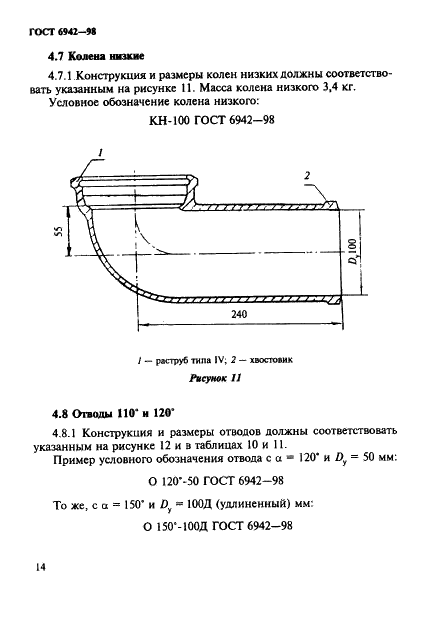 ГОСТ 6942—98
4.7 Колена низкие
4.7.1 Конструкция и размеры колен низких должны соответство-
вать указанным на рисунке 11. Масса колена низкого 3,4 кг.
Условное обозначение колена низкого:
КН-100 ГОСТ 6942—98
1
2
55
Dу 100
240
1 — раструб типа IV; 2 — хвостовик
Рисунок 11
4.8 Отводы 110° и 120°
4.8.1 Конструкция и размеры отводов должны соответствовать
указанным на рисунке 12 и в таблицах 10 и 11.
Пример условного обозначения отвода с α = 120° и Dу = 50 мм:
О 120°-50 ГОСТ 6942—98
То же, с α = 150° и Dу = 100Д (удлиненный) мм:
О 150°-100Д ГОСТ 6942—98
14